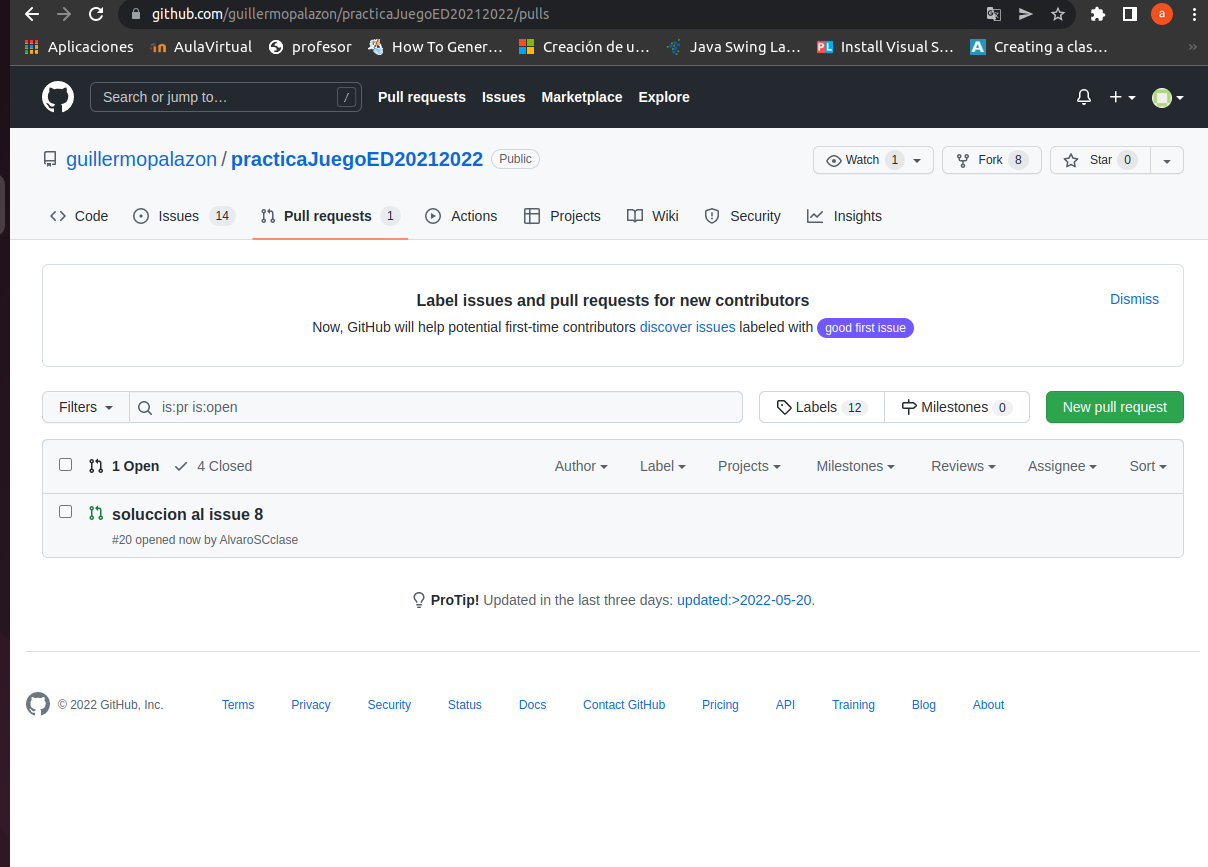 github.com/guillermopalazon/practicaJuegoED20212022/pulls
a
Aplicaciones AulaVirtual profesor How To Gener… Creación de u… Java Swing La… PL Install Visual S… A Creating a clas… »
Search or jump to… / Pull requests Issues Marketplace Explore
guillermopalazon / practicaJuegoED20212022 Public Watch 1 Fork 8 Star 0
Code Issues 14 Pull requests 1 Actions Projects Wiki Security Insights
Label issues and pull requests for new contributors Dismiss
Now, GitHub will help potential first-time contributors discover issues labeled with good first issue
Filters is:pr is:open Labels 12 Milestones 0 New pull request
1 Open 4 Closed Author Label Projects Milestones Reviews Assignee Sort
soluccion al issue 8
#20 opened now by AlvaroSCclase
ProTip! Updated in the last three days: updated:>2022-05-20.
© 2022 GitHub, Inc. Terms Privacy Security Status Docs Contact GitHub Pricing API Training Blog About